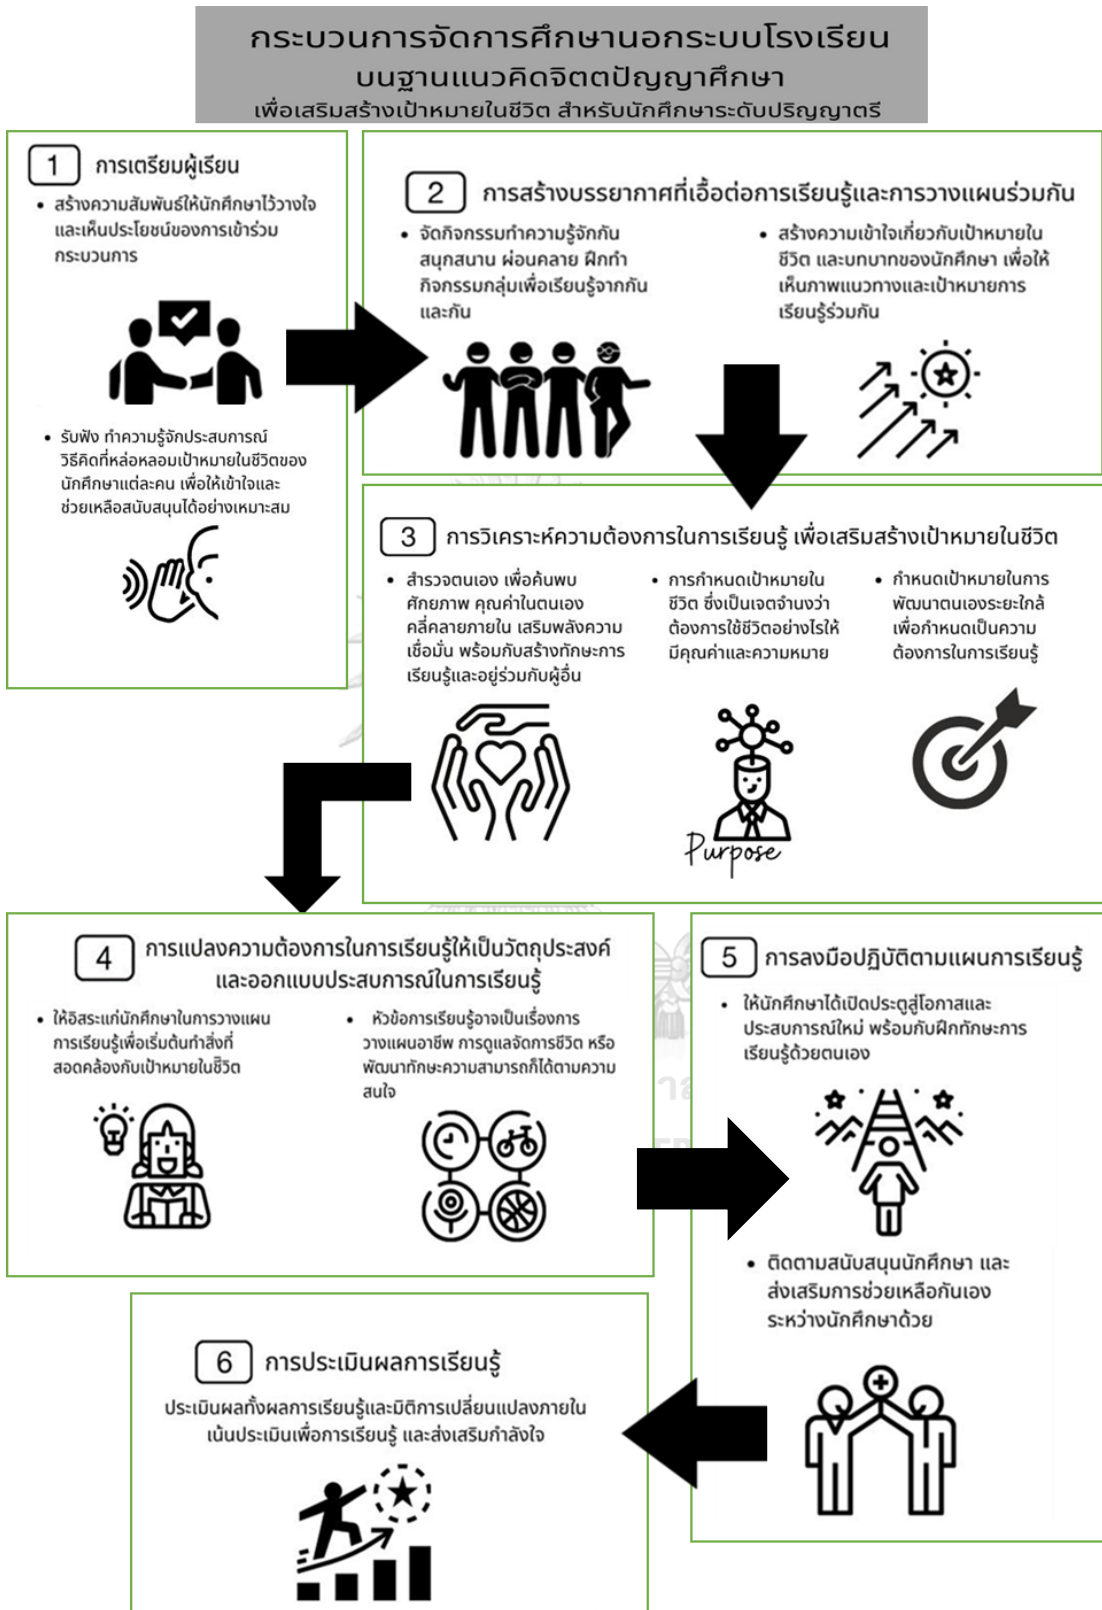 กระบวนการจัดการศึกษานอกระบบโรงเรียน
บนฐานแนวคิดจิตตปัญญาศึกษา
เพื่อเสริมสร้างเป้าหมายในชีวิต สำหรับนักศึกษาระดับปริญญาตรี
1 การเตรียมผู้เรียน
• สร้างความสัมพันธ์ให้นักศึกษาไว้วางใจ
และเห็นประโยชน์ของการเข้าร่วม
กระบวนการ
• รับฟัง ทำความรู้จักประสบการณ์
วิธีคิดที่หล่อหลอมเป้าหมายในชีวิตของ
นักศึกษาแต่ละคน เพื่อให้เข้าใจและ
ช่วยเหลือสนับสนุนได้อย่างเหมาะสม
2 การสร้างบรรยากาศที่เอื้อต่อการเรียนรู้และการวางแผนร่วมกัน
• จัดกิจกรรมทำความรู้จักกัน
สนุกสนาน ผ่อนคลาย ฝึกทำ
กิจกรรมกลุ่มเพื่อเรียนรู้จากกัน
และกัน
• สร้างความเข้าใจเกี่ยวกับเป้าหมายใน
ชีวิต และบทบาทของนักศึกษา เพื่อให้
เห็นภาพแนวทางและเป้าหมายการ
เรียนรู้ร่วมกัน
3 การวิเคราะห์ความต้องการในการเรียนรู้ เพื่อเสริมสร้างเป้าหมายในชีวิต
• สำรวจตนเอง เพื่อค้นพบ
ศักยภาพ คุณค่าในตนเอง
คลี่คลายภายใน เสริมพลังความ
เชื่อมั่น พร้อมกับสร้างทักษะการ
เรียนรู้และอยู่ร่วมกับผู้อื่น
• การกำหนดเป้าหมายใน
ชีวิต ซึ่งเป็นเจตจำนงว่า
ต้องการใช้ชีวิตอย่างไรให้
มีคุณค่าและความหมาย
Purpose
• กำหนดเป้าหมายในการ
พัฒนาตนเองระยะใกล้
เพื่อกำหนดเป็นความ
ต้องการในการเรียนรู้
4 การแปลงความต้องการในการเรียนรู้ให้เป็นวัตถุประสงค์
และออกแบบประสบการณ์ในการเรียนรู้
• ให้อิสระแก่นักศึกษาในการวางแผน
การเรียนรู้เพื่อเริ่มต้นทำสิ่งที่
สอดคล้องกับเป้าหมายในชีวิต
• หัวข้อการเรียนรู้อาจเป็นเรื่องการ
วางแผนอาชีพ การดูแลจัดการชีวิต หรือ
พัฒนาทักษะความสามารถก็ได้ตามความ
สนใจ
5 การลงมือปฏิบัติตามแผนการเรียนรู้
• ให้นักศึกษาได้เปิดประตูสู่โอกาสและ
ประสบการณ์ใหม่ พร้อมกับฝึกทักษะการ
เรียนรู้ด้วยตนเอง
• ติดตามสนับสนุนนักศึกษา และ
ส่งเสริมการช่วยเหลือกันเอง
ระหว่างนักศึกษาด้วย
6 การประเมินผลการเรียนรู้
ประเมินผลทั้งผลการเรียนรู้และมิติการเปลี่ยนแปลงภายใน
เน้นประเมินเพื่อการเรียนรู้ และส่งเสริมกำลังใจ